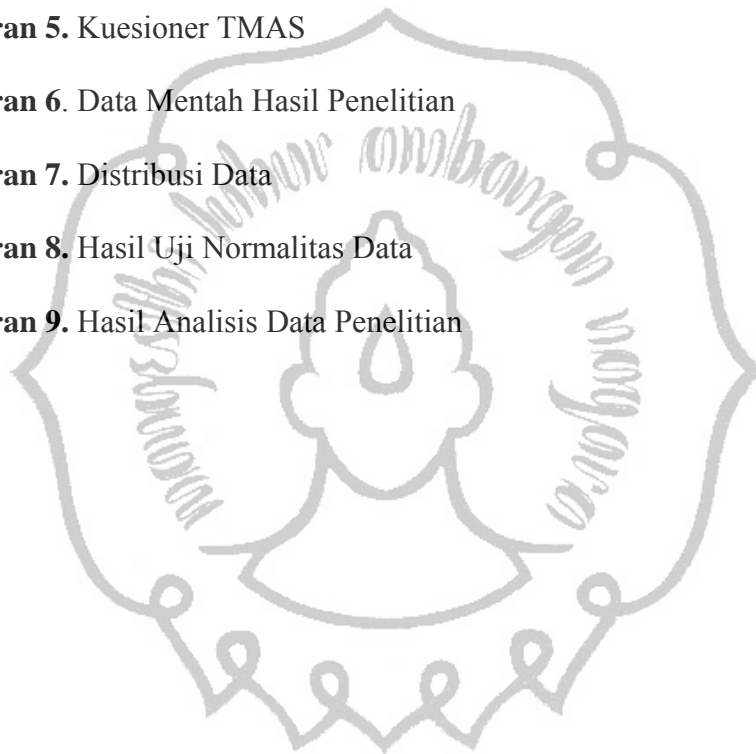 ran 5. Kuesioner TMAS
ran 6. Data Mentah Hasil Penelitian
ran 7. Distribusi Data
ran 8. Hasil Uji Normalitas Data
ran 9. Hasil Analisis Data Penelitian